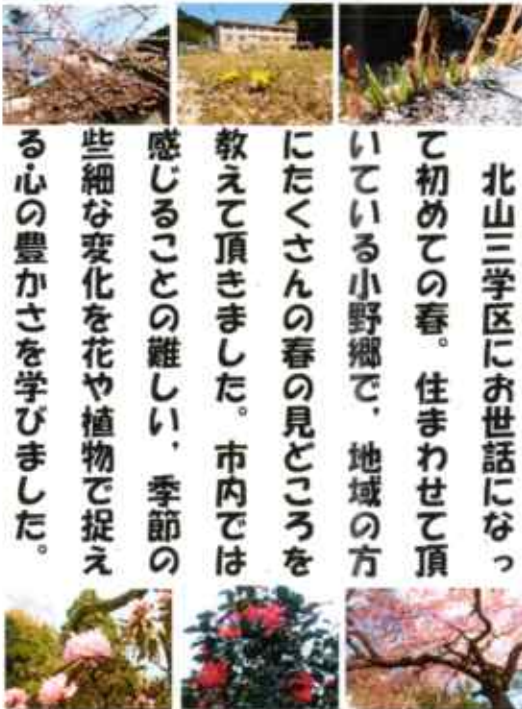 北山三学区にお世話になっ
て初めての春。住まわせて頂
いている小野郷で、地域の方
にたくさんの春の見どころを
教えて頂きました。市内では
感じることの難しい、季節の
些細な変化を花や植物で捉え
る心の豊かさを学びました。